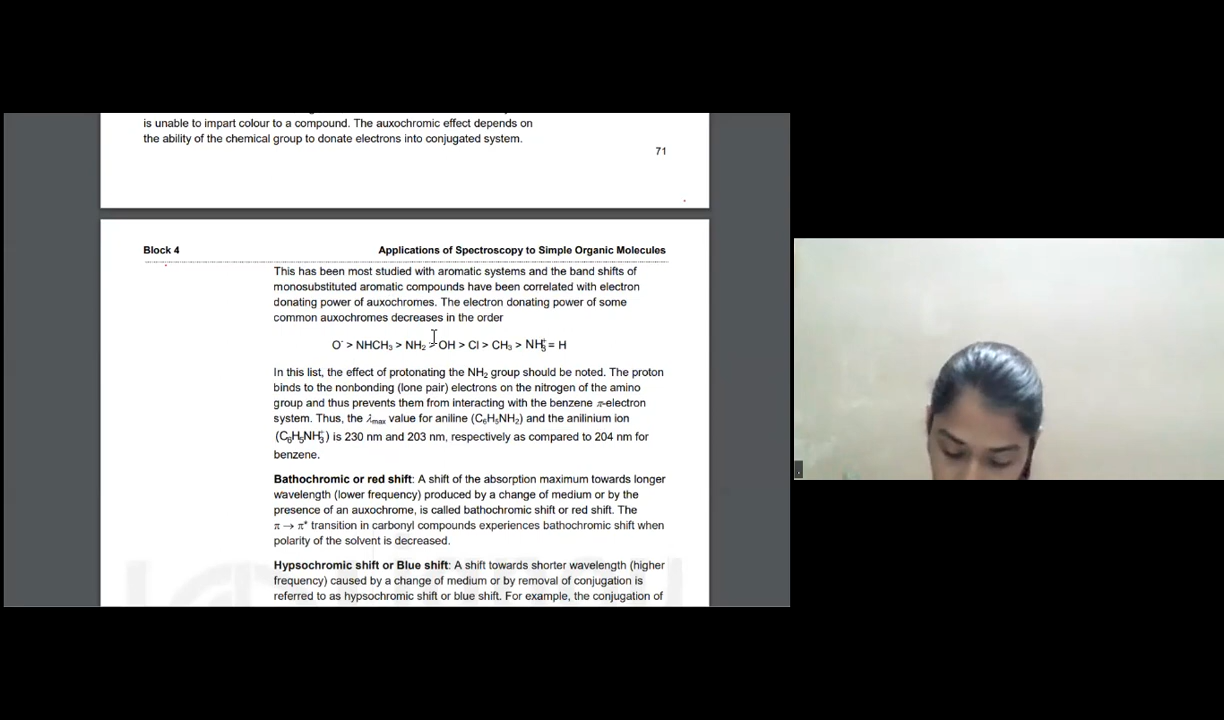 is unable to impart colour to a compound. The auxochromic effect depends on
the ability of the chemical group to donate electrons into conjugated system.
71
Block 4 Applications of Spectroscopy to Simple Organic Molecules
This has been most studied with aromatic systems and the band shifts of
monosubstituted aromatic compounds have been correlated with electron
donating power of auxochromes. The electron donating power of some
common auxochromes decreases in the order
O⁻ > NHCH₃ > NH₂ > OH > Cl > CH₃ > NH₃⁺ = H
In this list, the effect of protonating the NH₂ group should be noted. The proton
binds to the nonbonding (lone pair) electrons on the nitrogen of the amino
group and thus prevents them from interacting with the benzene π-electron
system. Thus, the λmax value for aniline (C₆H₅NH₂) and the anilinium ion
(C₆H₅NH₃⁺) is 230 nm and 203 nm, respectively as compared to 204 nm for
benzene.
Bathochromic or red shift: A shift of the absorption maximum towards longer
wavelength (lower frequency) produced by a change of medium or by the
presence of an auxochrome, is called bathochromic shift or red shift. The
π → π* transition in carbonyl compounds experiences bathochromic shift when
polarity of the solvent is decreased.
Hypsochromic shift or Blue shift: A shift towards shorter wavelength (higher
frequency) caused by a change of medium or by removal of conjugation is
referred to as hypsochromic shift or blue shift. For example, the conjugation of